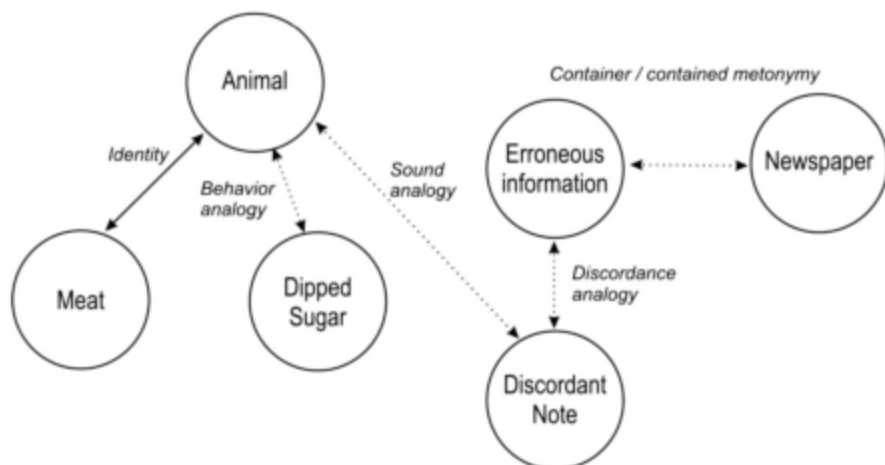 Animal
Container / contained metonymy
Identity
Behavior
analogy
Sound
analogy
Erroneous
information
Newspaper
Meat
Dipped
Sugar
Discordance
analogy
Discordant
Note